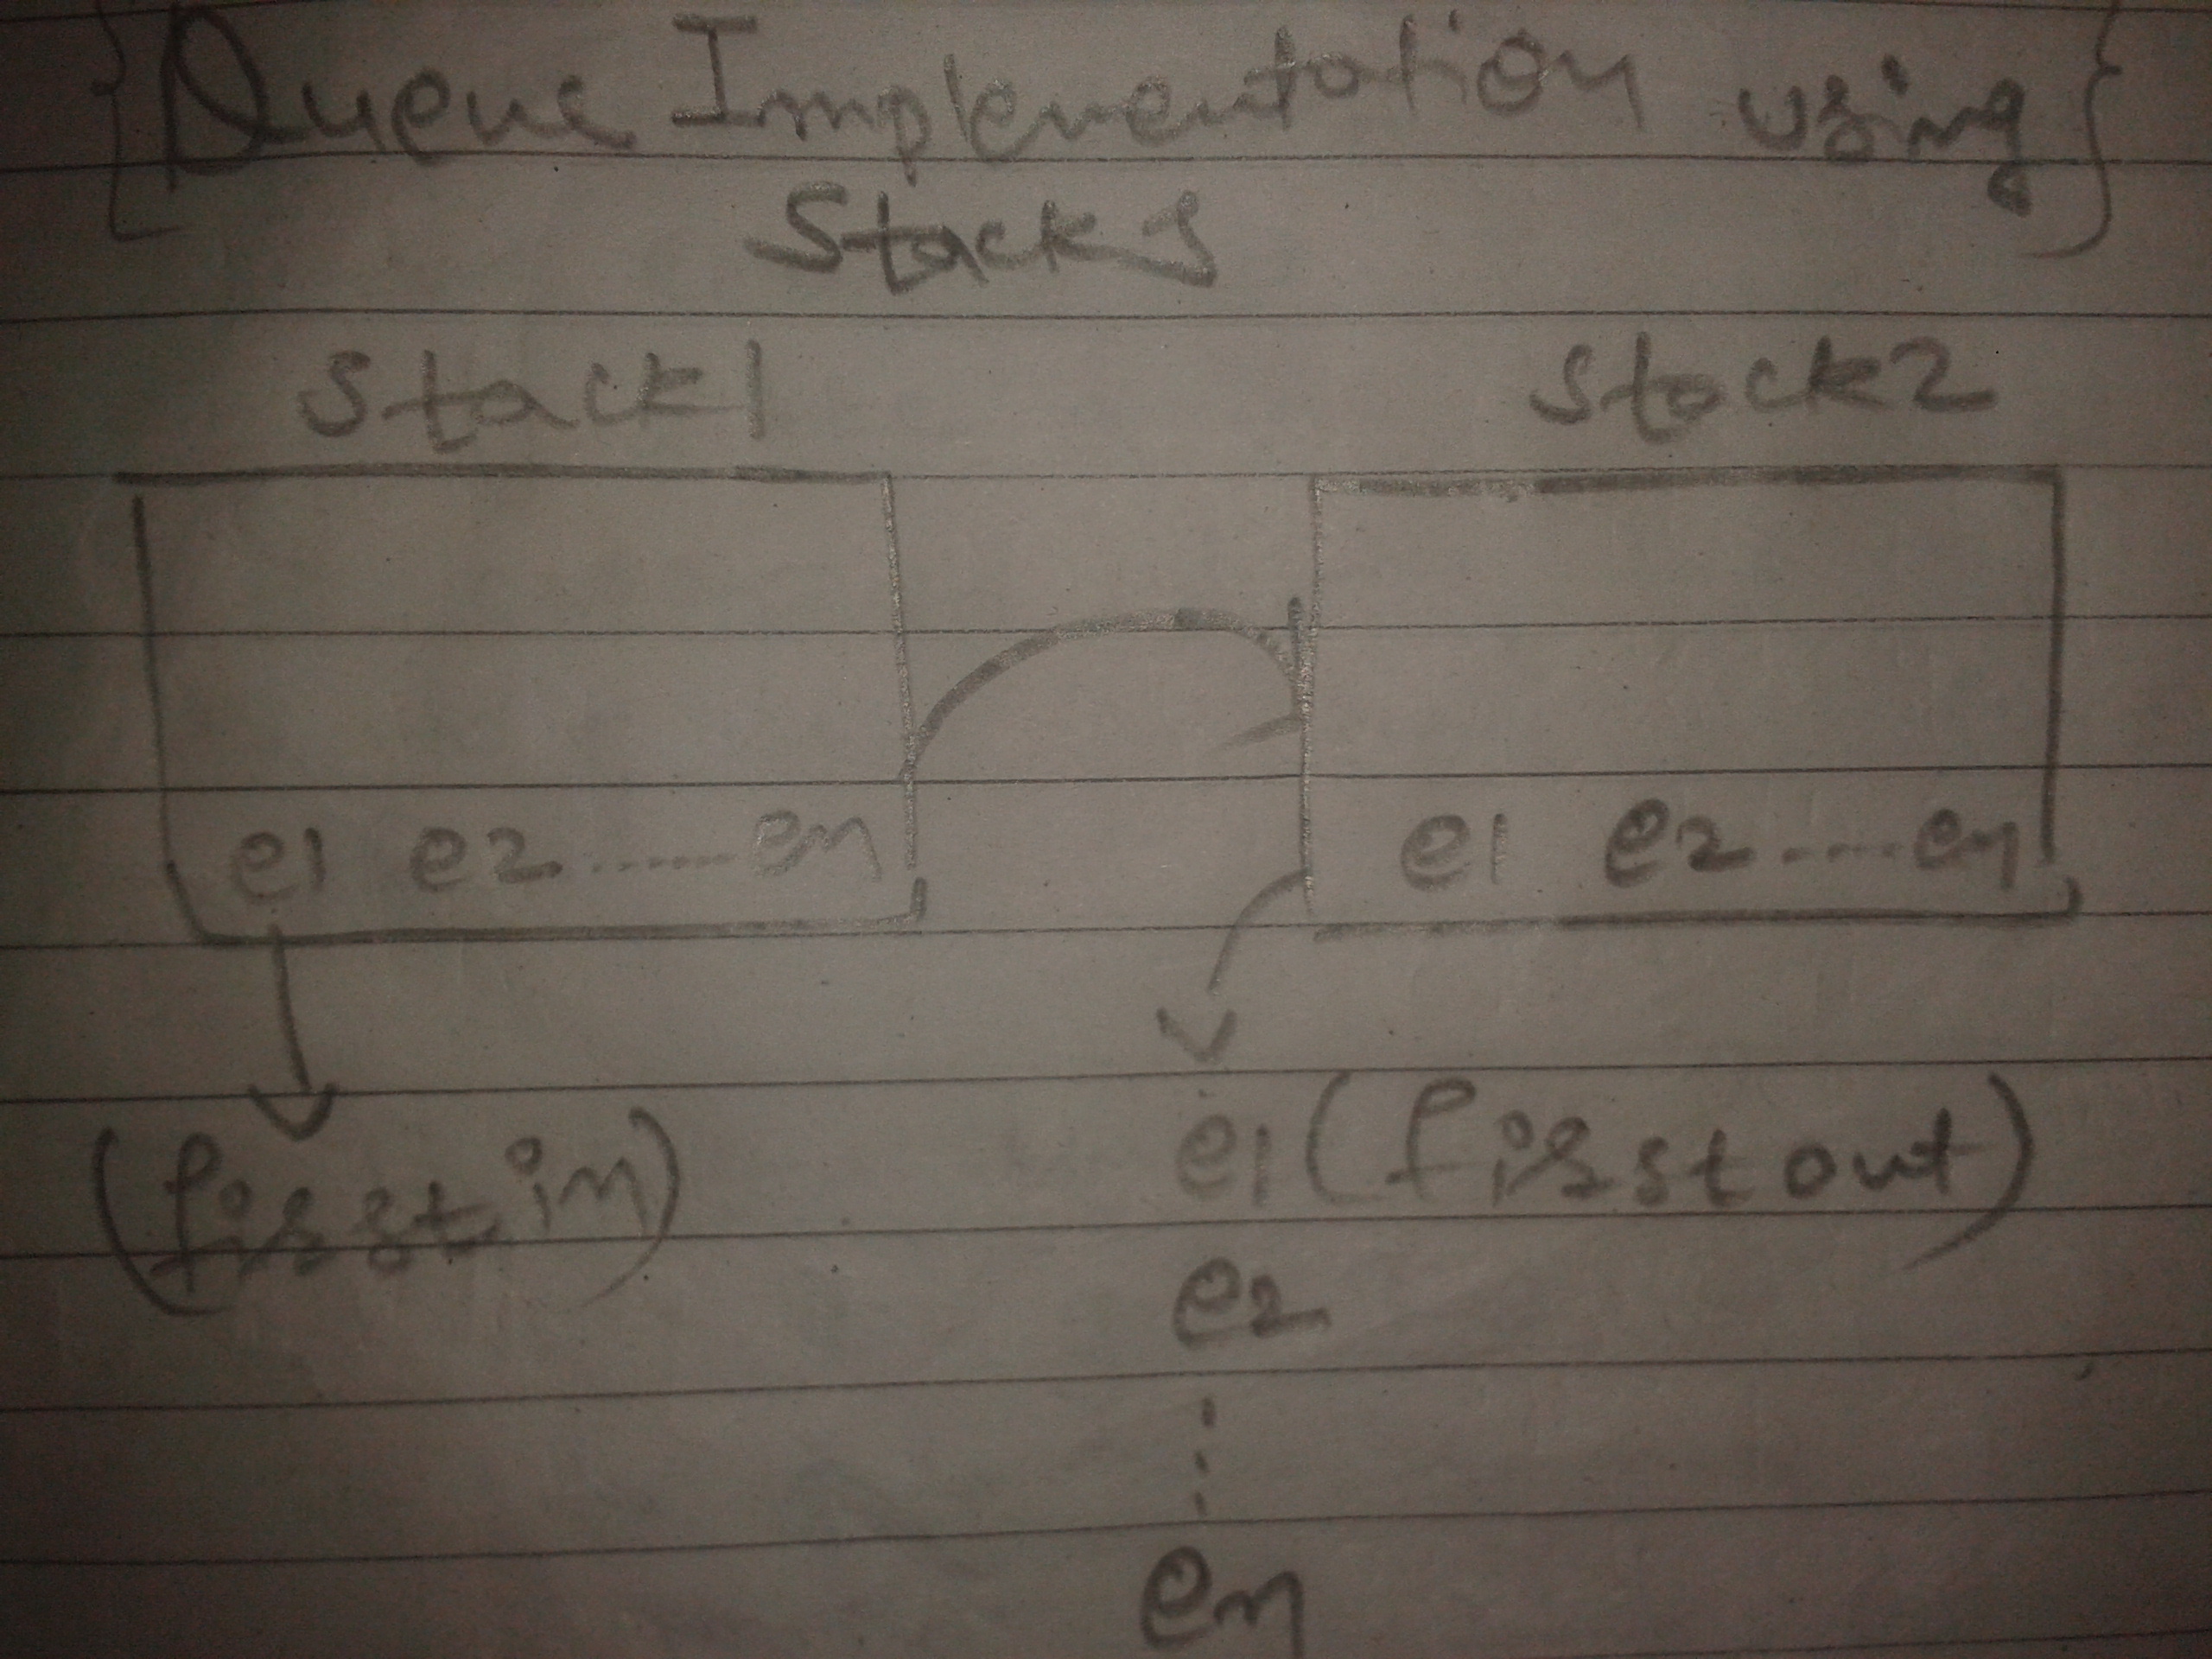 {Queue Implementation using}
Stacks
Stack1 Stack2
e1 e2......en e1 e2.....en
(first in) e1 (first out)
e2
en